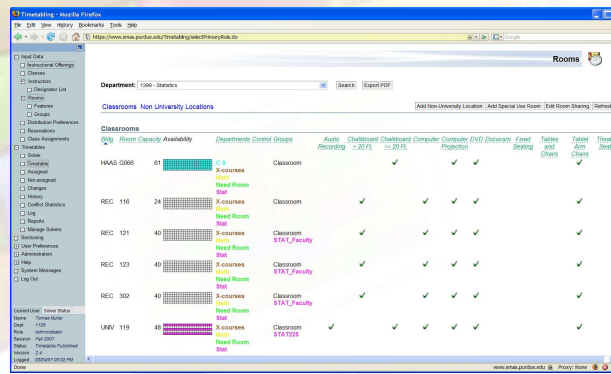 Timetabling - Mozilla Firefox
File Edit View History Bookmarks Tools Help
https://www.smas.purdue.edu/Timetabling/selectPrimaryRole.do
Google
Input Data
Instructional Offerings
Classes
Instructors
Designator List
Rooms
Features
Groups
Distribution Preferences
Reservations
Class Assignments
Timetables
Solver
Timetable
Assigned
Not-assigned
Changes
History
Conflict Statistics
Log
Reports
Manage Solvers
Sectioning
User Preferences
Administration
Help
System Messages
Log Out
Current User: Solver Status
Name Tomas Muller
Dept 1128
Role Administrator
Session Fall 2007
Status Timetable Published
Version 2.4
Logged 05/24/07 05:02 PM
Rooms
Department: 1399 - Statistics Search Export PDF
Classrooms Non University Locations Add Non-University Location Add Special Use Room Edit Room Sharing Refresh
Classrooms
Bldg Room Capacity Availability Departments Control Groups Audio Recording Chalkboard < 20 Ft. Chalkboard >= 20 Ft. Computer Computer Projection DVD Docucam Fixed Seating Tables and Chairs Tablet Arm Chairs
HAAS G066 61 C S Classroom
X-courses
Math
Need Room
Stat
REC 116 24 X-courses Classroom
Math
Need Room
Stat
REC 121 40 X-courses Classroom
Math STAT_Faculty
Need Room
Stat
REC 123 40 X-courses Classroom
Math STAT_Faculty
Need Room
Stat
REC 302 40 X-courses Classroom
Math STAT_Faculty
Need Room
Stat
UNIV 119 48 X-courses Classroom
Math STAT225
Need Room
Stat
Done www.smas.purdue.edu Proxy: None